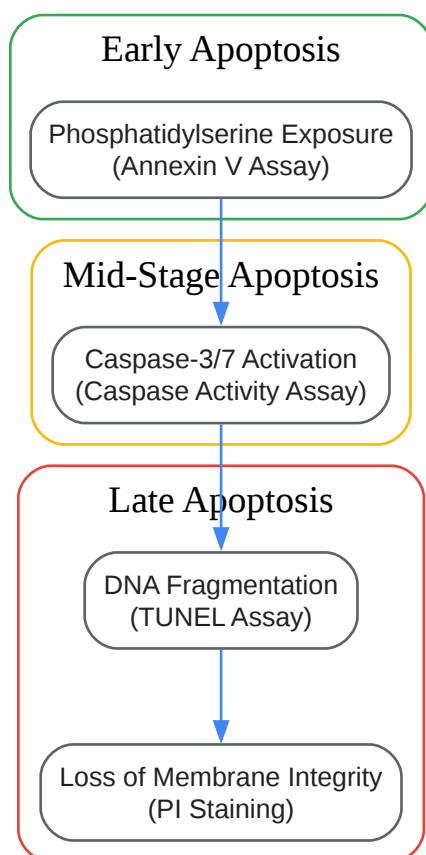 Early Apoptosis
Phosphatidylserine Exposure
(Annexin V Assay)
Mid-Stage Apoptosis
Caspase-3/7 Activation
(Caspase Activity Assay)
Late Apoptosis
DNA Fragmentation
(TUNEL Assay)
Loss of Membrane Integrity
(PI Staining)